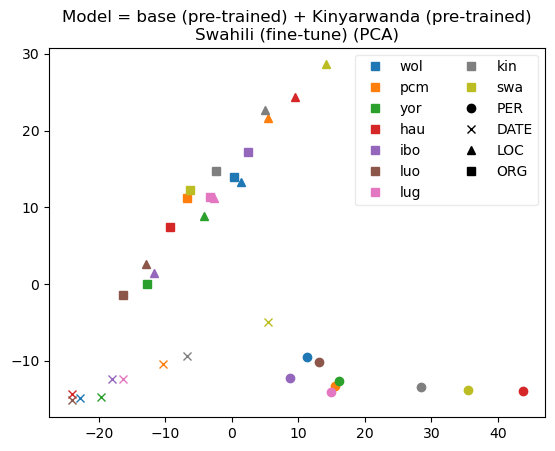 Model = base (pre-trained) + Kinyarwanda (pre-trained)
Swahili (fine-tune) (PCA)
30
20
10
0
−10
−20
−10
0
10
20
30
40
wol
pcm
yor
hau
ibo
luo
lug
kin
swa
PER
DATE
LOC
ORG